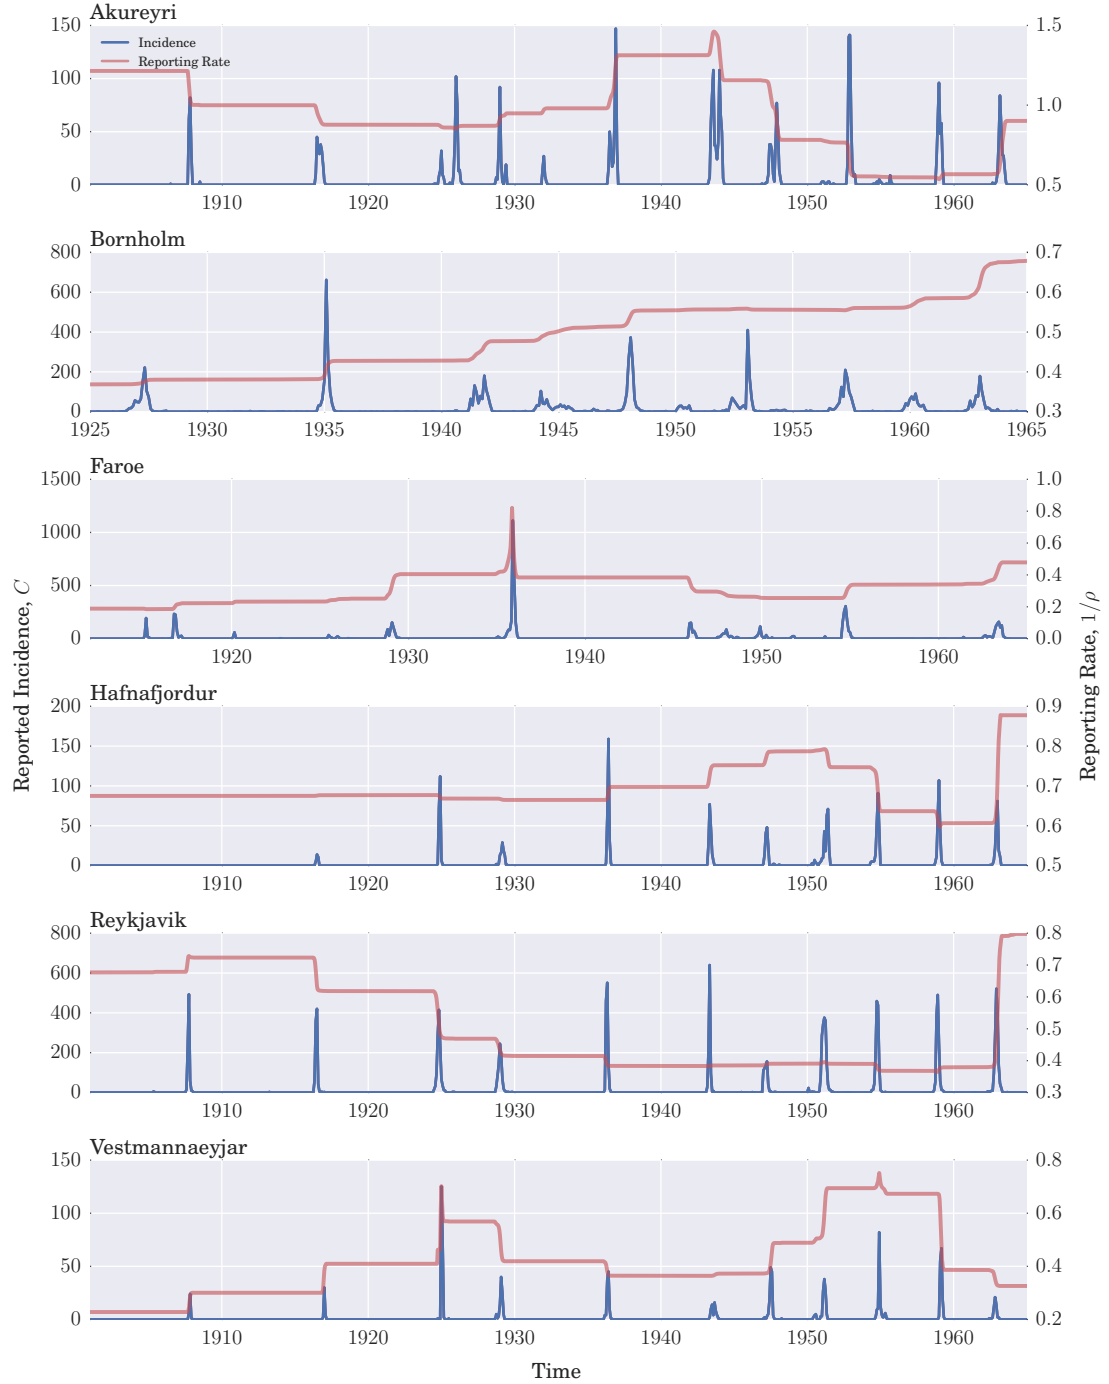 Akureyri
150 1.5
Incidence
Reporting Rate
100 1.0
50
0 0.5
1910 1920 1930 1940 1950 1960
Bornholm
800 0.7
600 0.6
400 0.5
200 0.4
0 0.3
1925 1930 1935 1940 1945 1950 1955 1960 1965
Faroe
1500 1.0
1000 0.8
0.6
500 0.4
0.2
0 0.0
1920 1930 1940 1950 1960
Reported Incidence, C
Reporting Rate, 1/ρ
Hafnafjordur
200 0.9
150 0.8
100 0.7
50 0.6
0 0.5
1910 1920 1930 1940 1950 1960
Reykjavik
800 0.8
0.7
600 0.6
400 0.5
200 0.4
0 0.3
1910 1920 1930 1940 1950 1960
Vestmannaeyjar
150 0.8
100 0.6
50 0.4
0 0.2
1910 1920 1930 1940 1950 1960
Time